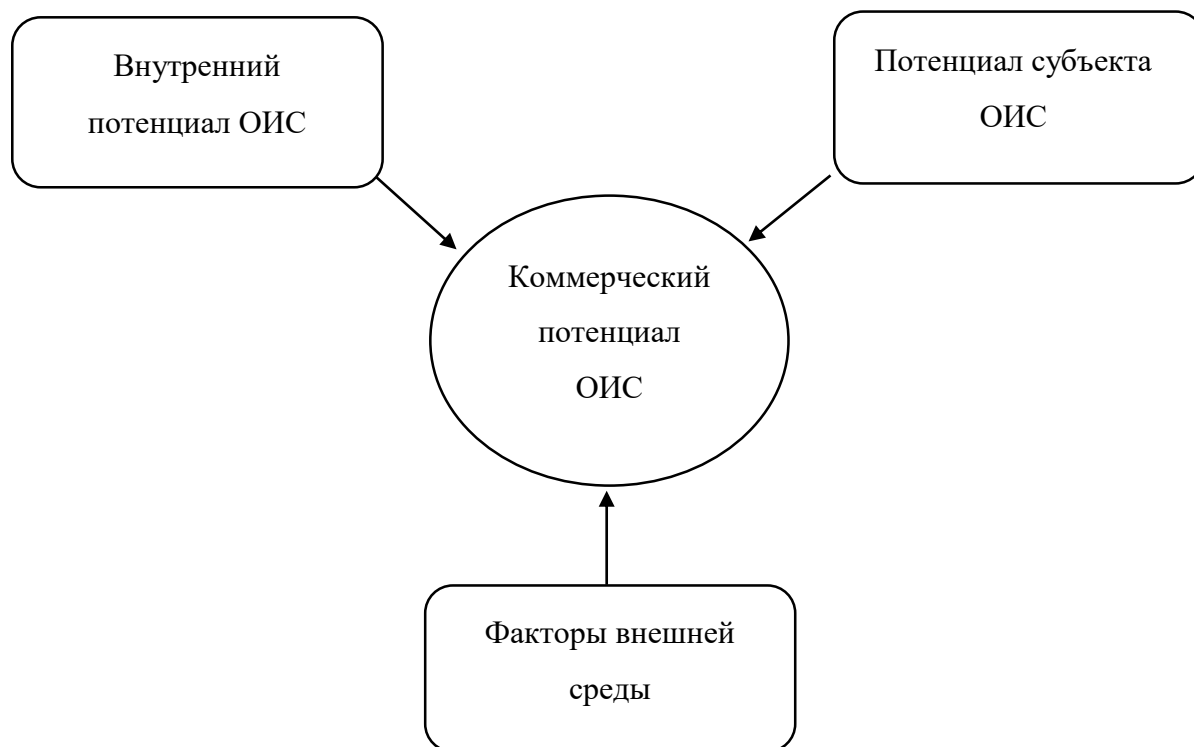 Внутренний
потенциал ОИС
Потенциал субъекта
ОИС
Коммерческий
потенциал
ОИС
Факторы внешней
среды